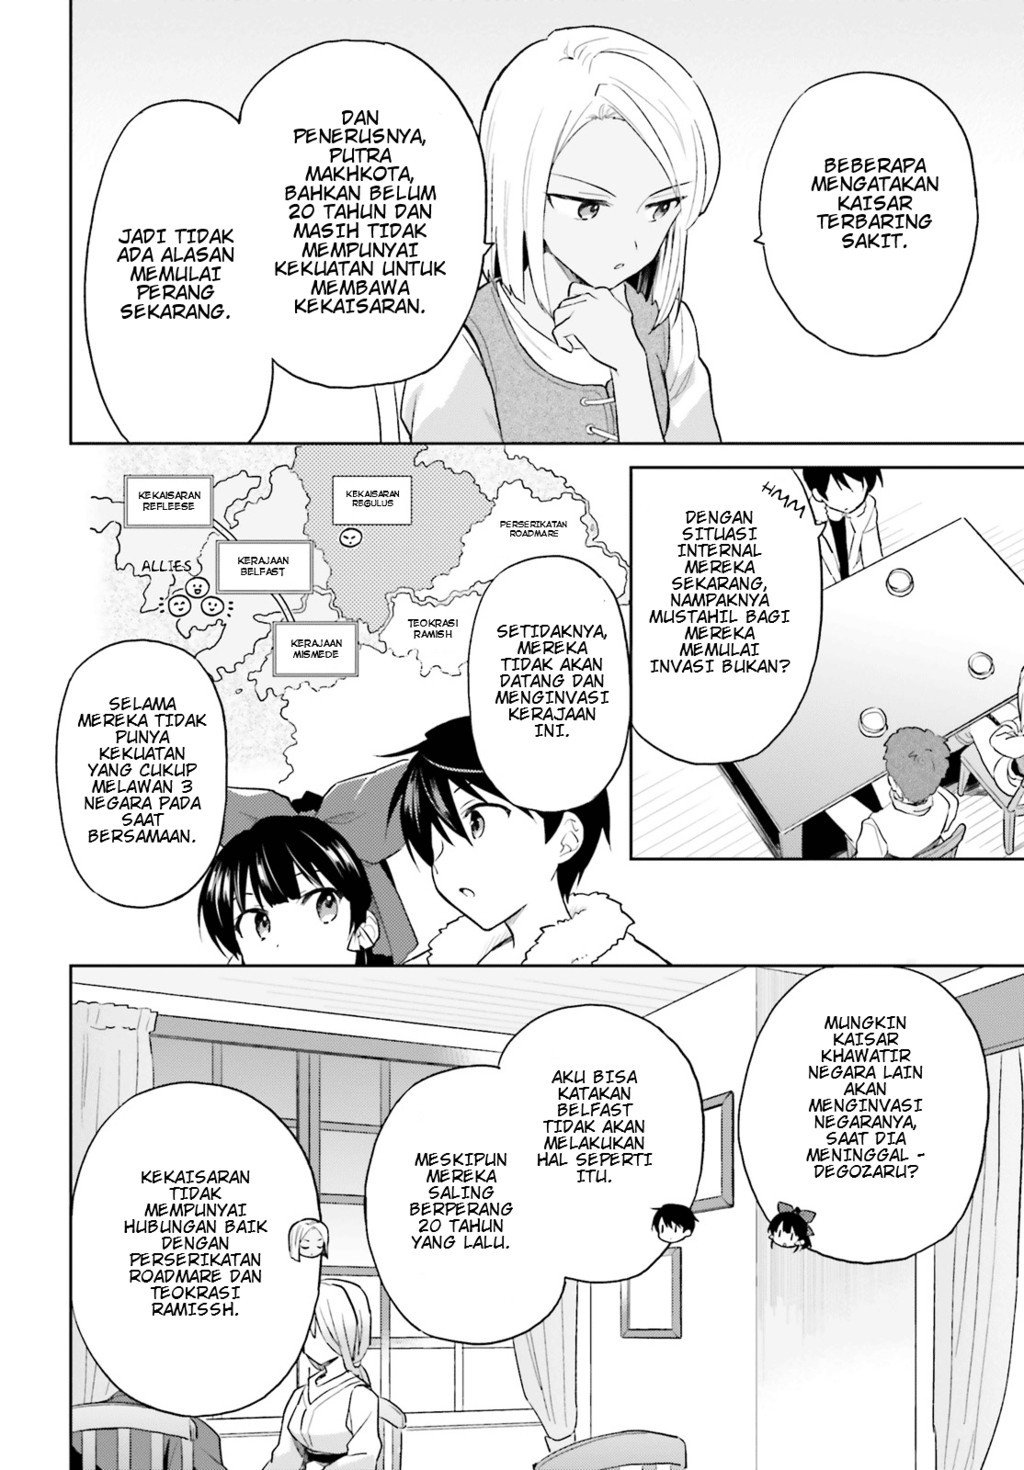 BEBERAPA
MENGATAKAN
KAISAR
TERBARING
SAKIT.
DAN
PENERUSNYA,
PUTRA
MAKHKOTA,
BAHKAN BELUM
20 TAHUN DAN
MASIH TIDAK
MEMPUNYAI
KEKUATAN UNTUK
MEMBAWA
KEKAISARAN.
JADI TIDAK
ADA ALASAN
MEMULAI
PERANG
SEKARANG.
HMM
DENGAN
SITUASI
INTERNAL
MEREKA
SEKARANG,
NAMPAKNYA
MUSTAHIL BAGI
MEREKA
MEMULAI
INVASI BUKAN?
KEKAISARAN
REFLEESE
KEKAISARAN
REGULUS
PERSERIKATAN
ROADMARE
ALLIES
KERAJAAN
BELFAST
KERAJAAN
MISMEDE
TEOKRASI
RAMISH
SETIDAKNYA,
MEREKA
TIDAK AKAN
DATANG DAN
MENGINVASI
KERAJAAN
INI.
SELAMA
MEREKA TIDAK
PUNYA
KEKUATAN
YANG CUKUP
MELAWAN 3
NEGARA PADA
SAAT
BERSAMAAN.
MUNGKIN
KAISAR
KHAWATIR
NEGARA LAIN
AKAN
MENGINVASI
NEGARANYA,
SAAT DIA
MENINGGAL -
DEGOZARU?
AKU BISA
KATAKAN
BELFAST
TIDAK AKAN
MELAKUKAN
HAL SEPERTI
ITU.
MESKIPUN
MEREKA
SALING
BERPERANG
20 TAHUN
YANG LALU.
KEKAISARAN
TIDAK
MEMPUNYAI
HUBUNGAN BAIK
DENGAN
PERSERIKATAN
ROADMARE DAN
TEOKRASI
RAMISSH.